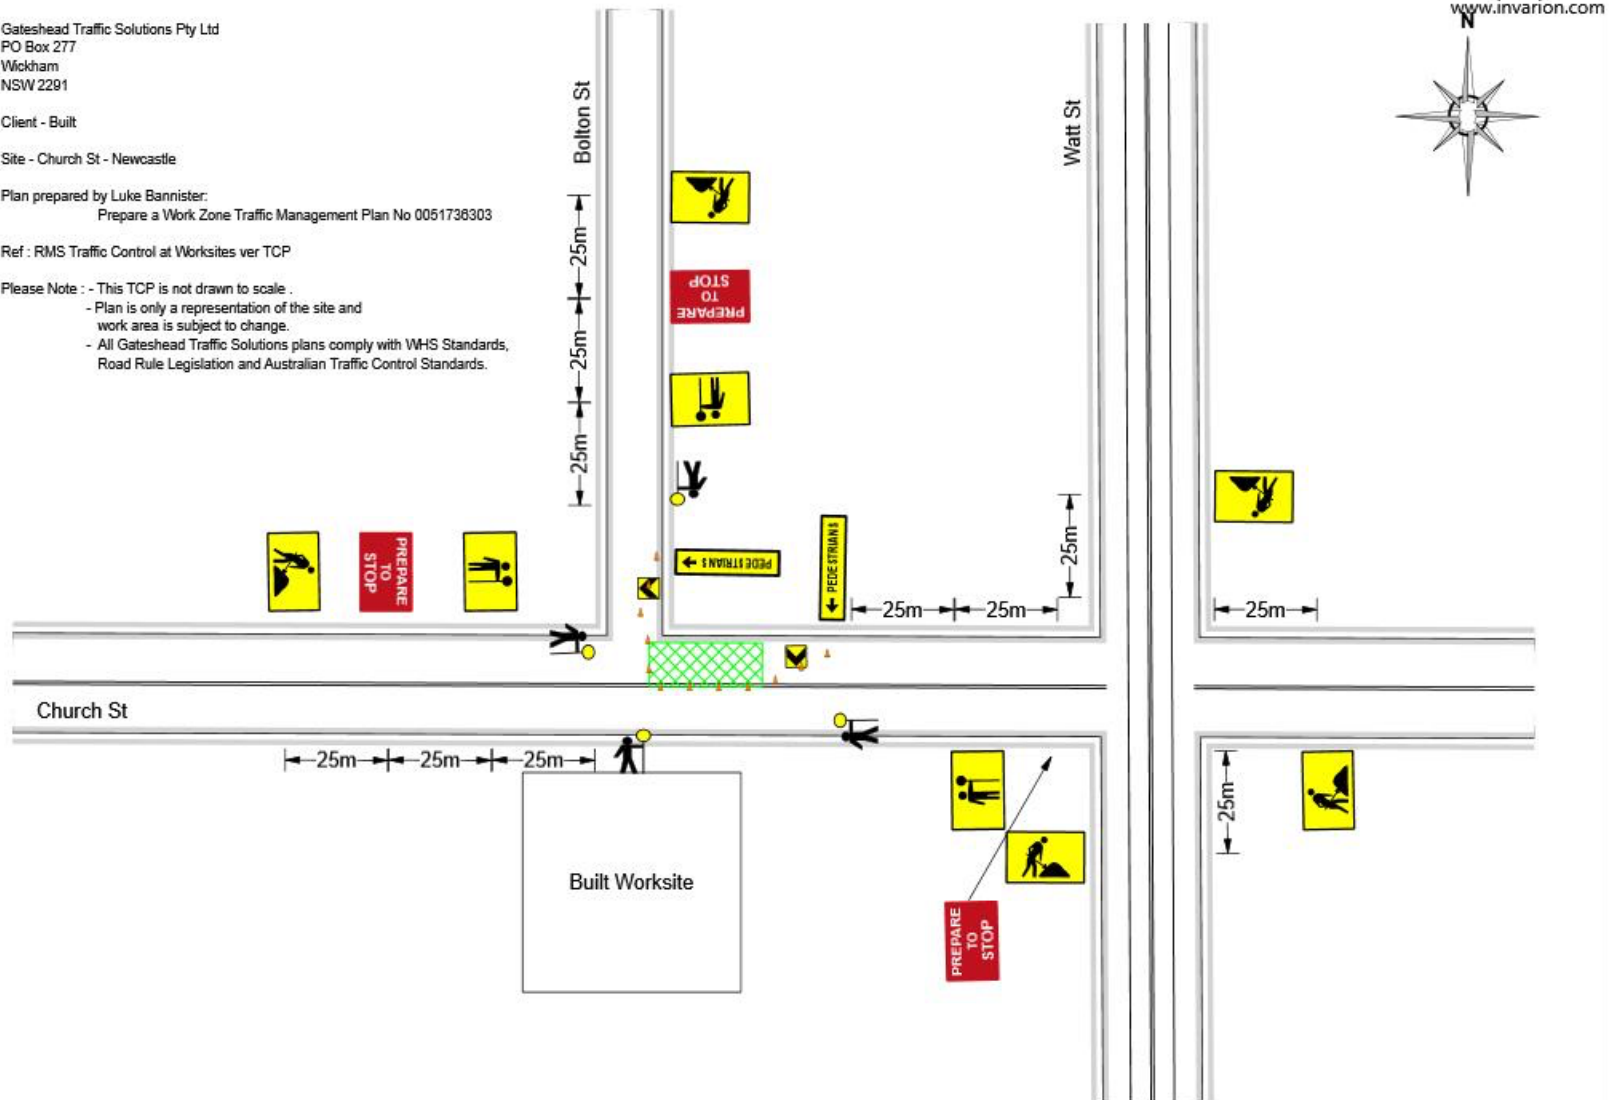 www.invarion.com
N
Gateshead Traffic Solutions Pty Ltd
PO Box 277
Wickham
NSW 2291
Client - Built
Site - Church St - Newcastle
Plan prepared by Luke Bannister:
Prepare a Work Zone Traffic Management Plan No 0051736303
Ref : RMS Traffic Control at Worksites ver TCP
Please Note : - This TCP is not drawn to scale .
- Plan is only a representation of the site and
work area is subject to change.
- All Gateshead Traffic Solutions plans comply with WHS Standards,
Road Rule Legislation and Australian Traffic Control Standards.
Bolton St
Watt St
25m
25m
25m
PREPARE
TO
STOP
PREPARE
TO
STOP
PEDESTRIANS
PEDESTRIANS
25m
25m
25m
25m
Church St
25m
25m
25m
25m
Built Worksite
PREPARE
TO
STOP